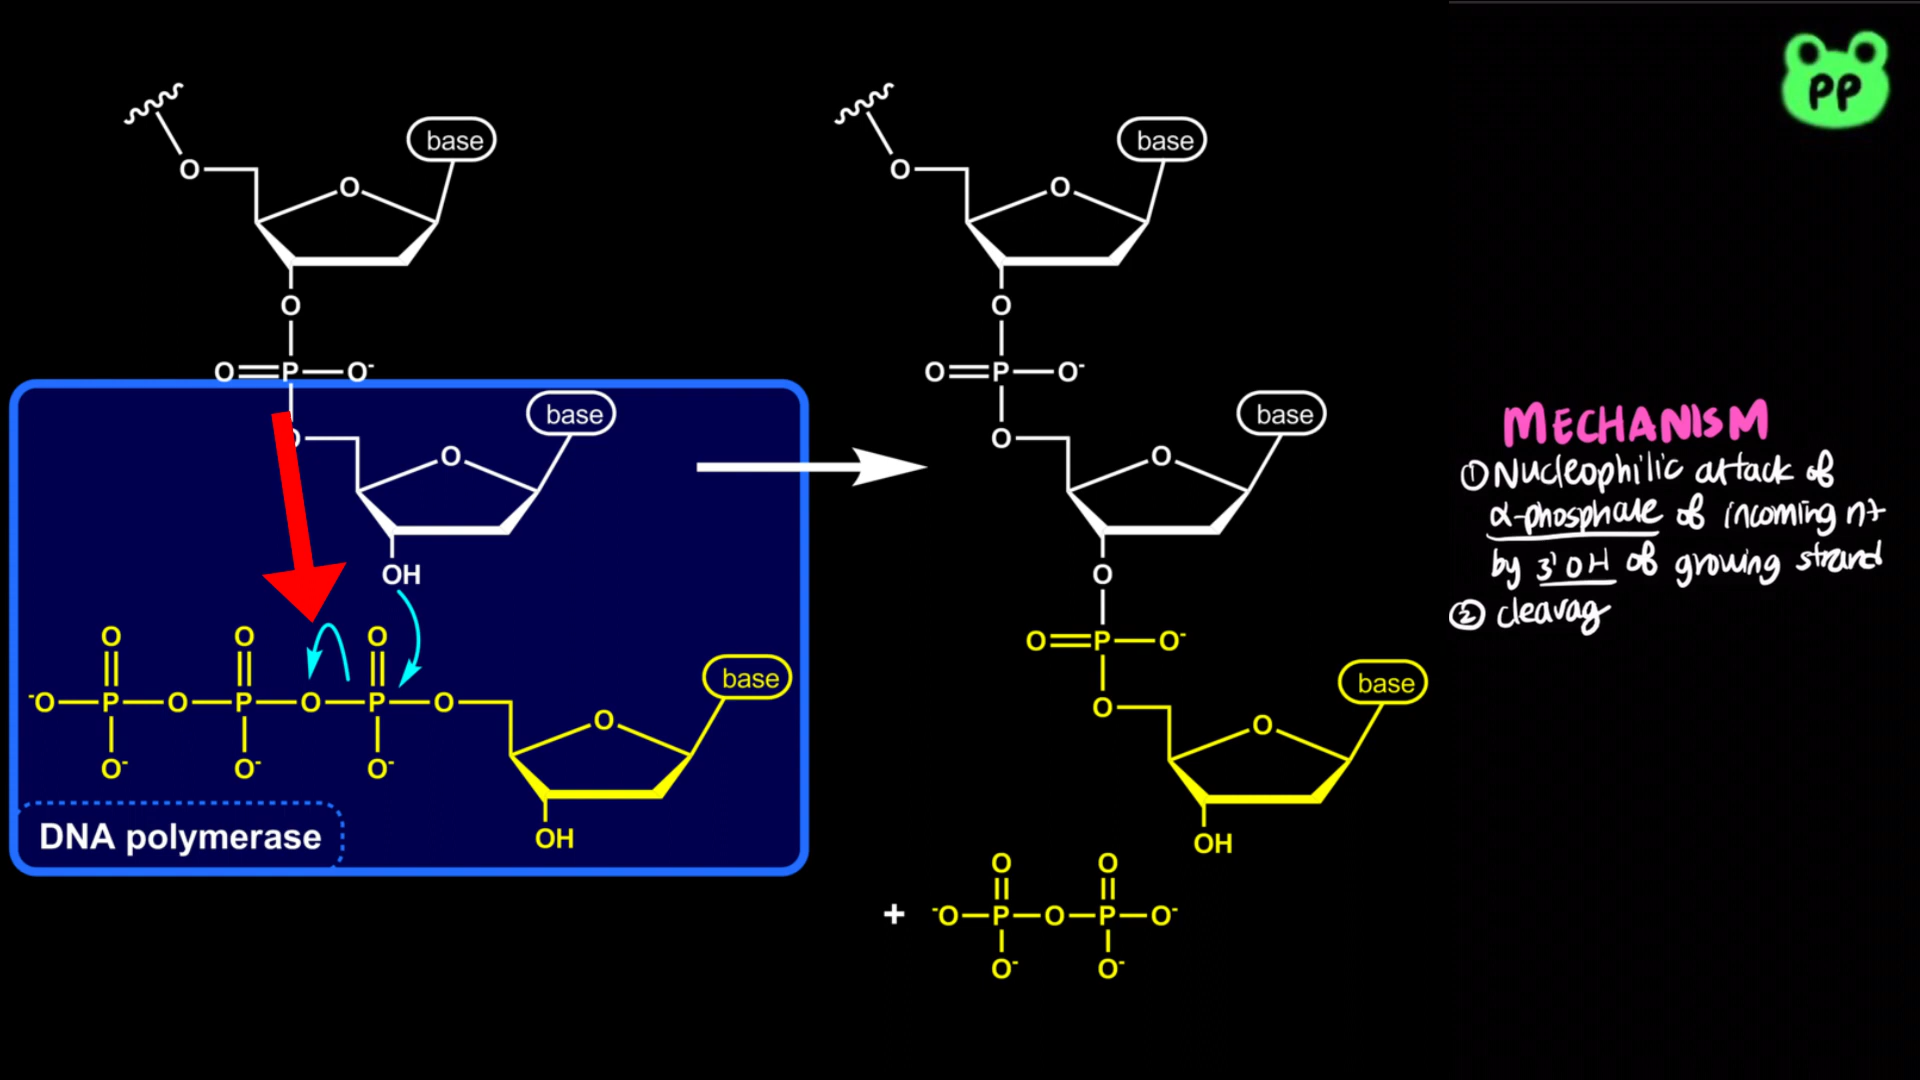 PP
base
O
O
O
O=P—O⁻
O
base
O
OH
O O O
⁻O—P—O—P—O—P—O
O⁻ O⁻ O⁻
base
O
OH
DNA polymerase
base
O
O
O
O=P—O⁻
O
base
O
O
O=P—O⁻
O
base
O
OH
O O
+ ⁻O—P—O—P—O⁻
O⁻ O⁻
MECHANISM
① Nucleophilic attack of
α-phosphate of incoming nt
by 3' OH of growing strand
② cleavag